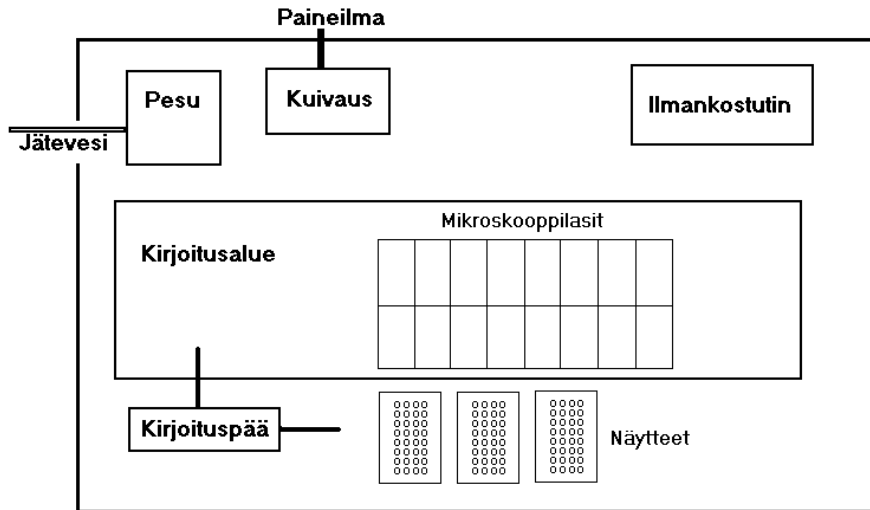 Paineilma
Pesu
Kuivaus
Ilmankostutin
Jätevesi
Mikroskooppilasit
Kirjoitusalue
Kirjoituspää
Näytteet